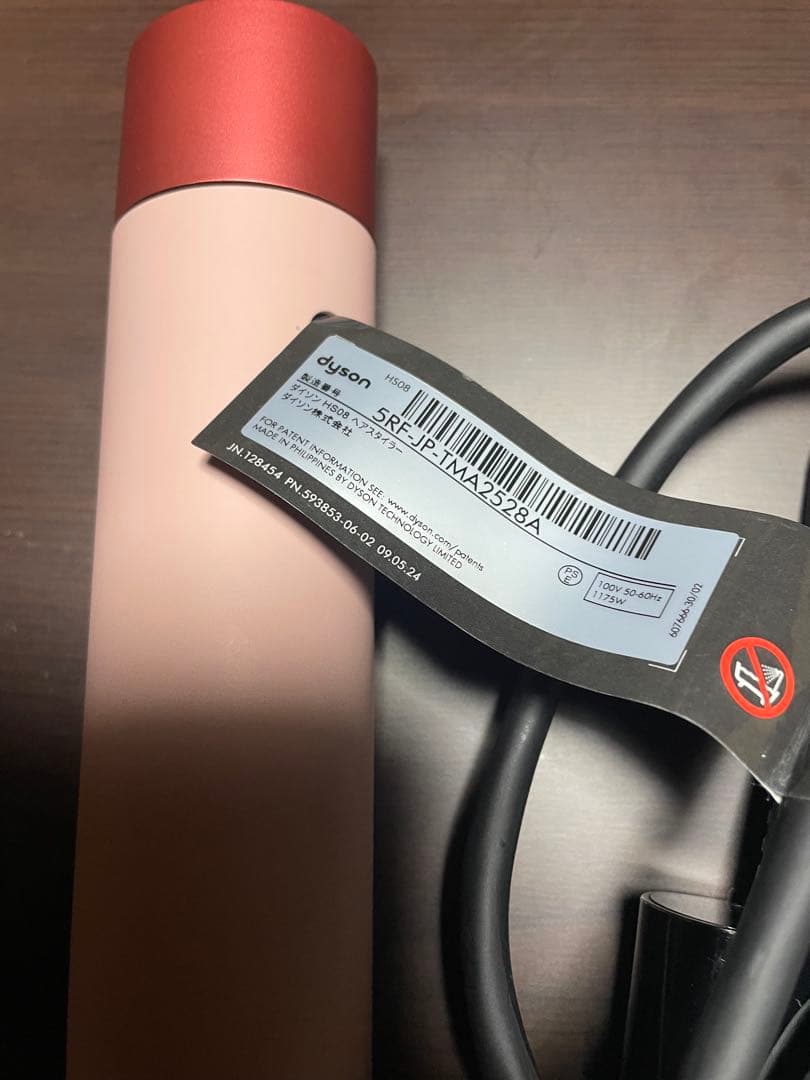 dyson
HS08
製造番号
5RF-JP-TMA2528A
ダイソン HS08 ヘアスタイラー
ダイソン株式会社
FOR PATENT INFORMATION SEE: www.dyson.com/patents
MADE IN PHILIPPINES BY DYSON TECHNOLOGY LIMITED
JN.128454 PN.593853-06-02 09.05.24
PS
E
100V 50-60Hz
1175W
607666-30/02